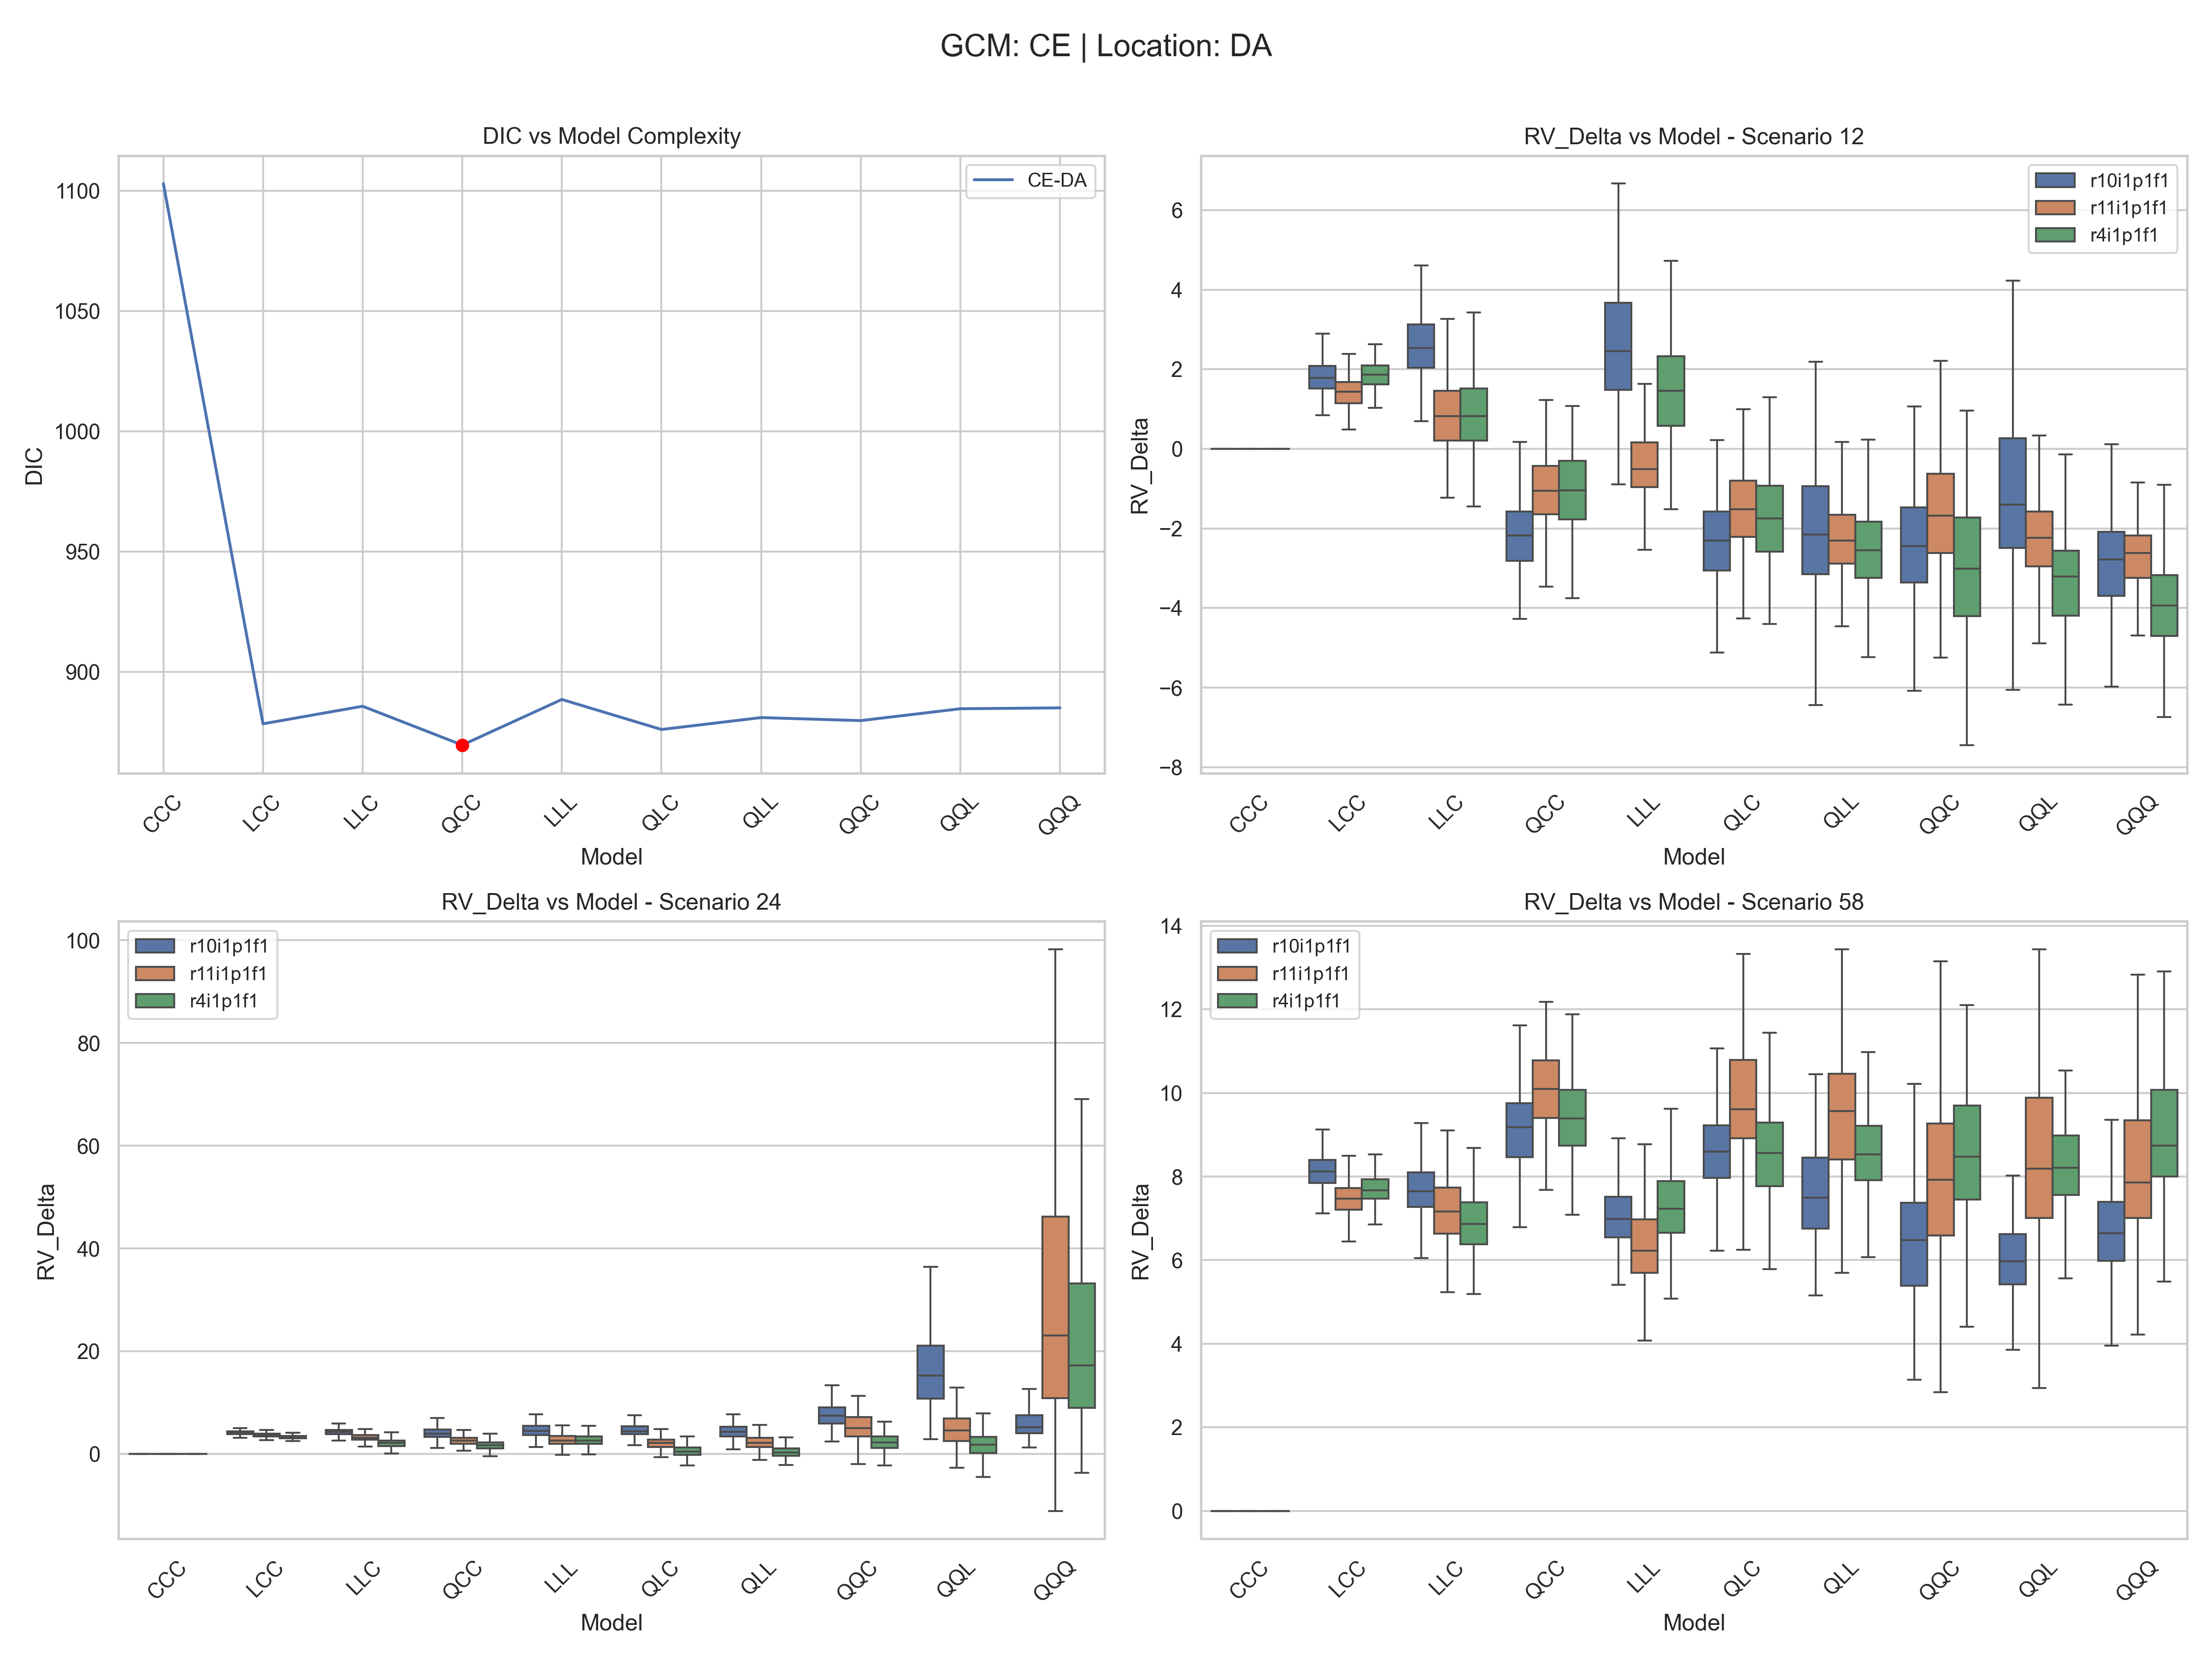 GCM: CE | Location: DA
DIC vs Model Complexity
DIC
1100
1050
1000
950
900
CE-DA
CCC
LCC
LLC
QCC
LLL
QLC
QLL
QQC
QQL
QQQ
Model
RV_Delta vs Model - Scenario 12
RV_Delta
6
4
2
0
−2
−4
−6
−8
r10i1p1f1
r11i1p1f1
r4i1p1f1
CCC
LCC
LLC
QCC
LLL
QLC
QLL
QQC
QQL
QQQ
Model
RV_Delta vs Model - Scenario 24
RV_Delta
100
80
60
40
20
0
r10i1p1f1
r11i1p1f1
r4i1p1f1
CCC
LCC
LLC
QCC
LLL
QLC
QLL
QQC
QQL
QQQ
Model
RV_Delta vs Model - Scenario 58
RV_Delta
14
12
10
8
6
4
2
0
r10i1p1f1
r11i1p1f1
r4i1p1f1
CCC
LCC
LLC
QCC
LLL
QLC
QLL
QQC
QQL
QQQ
Model